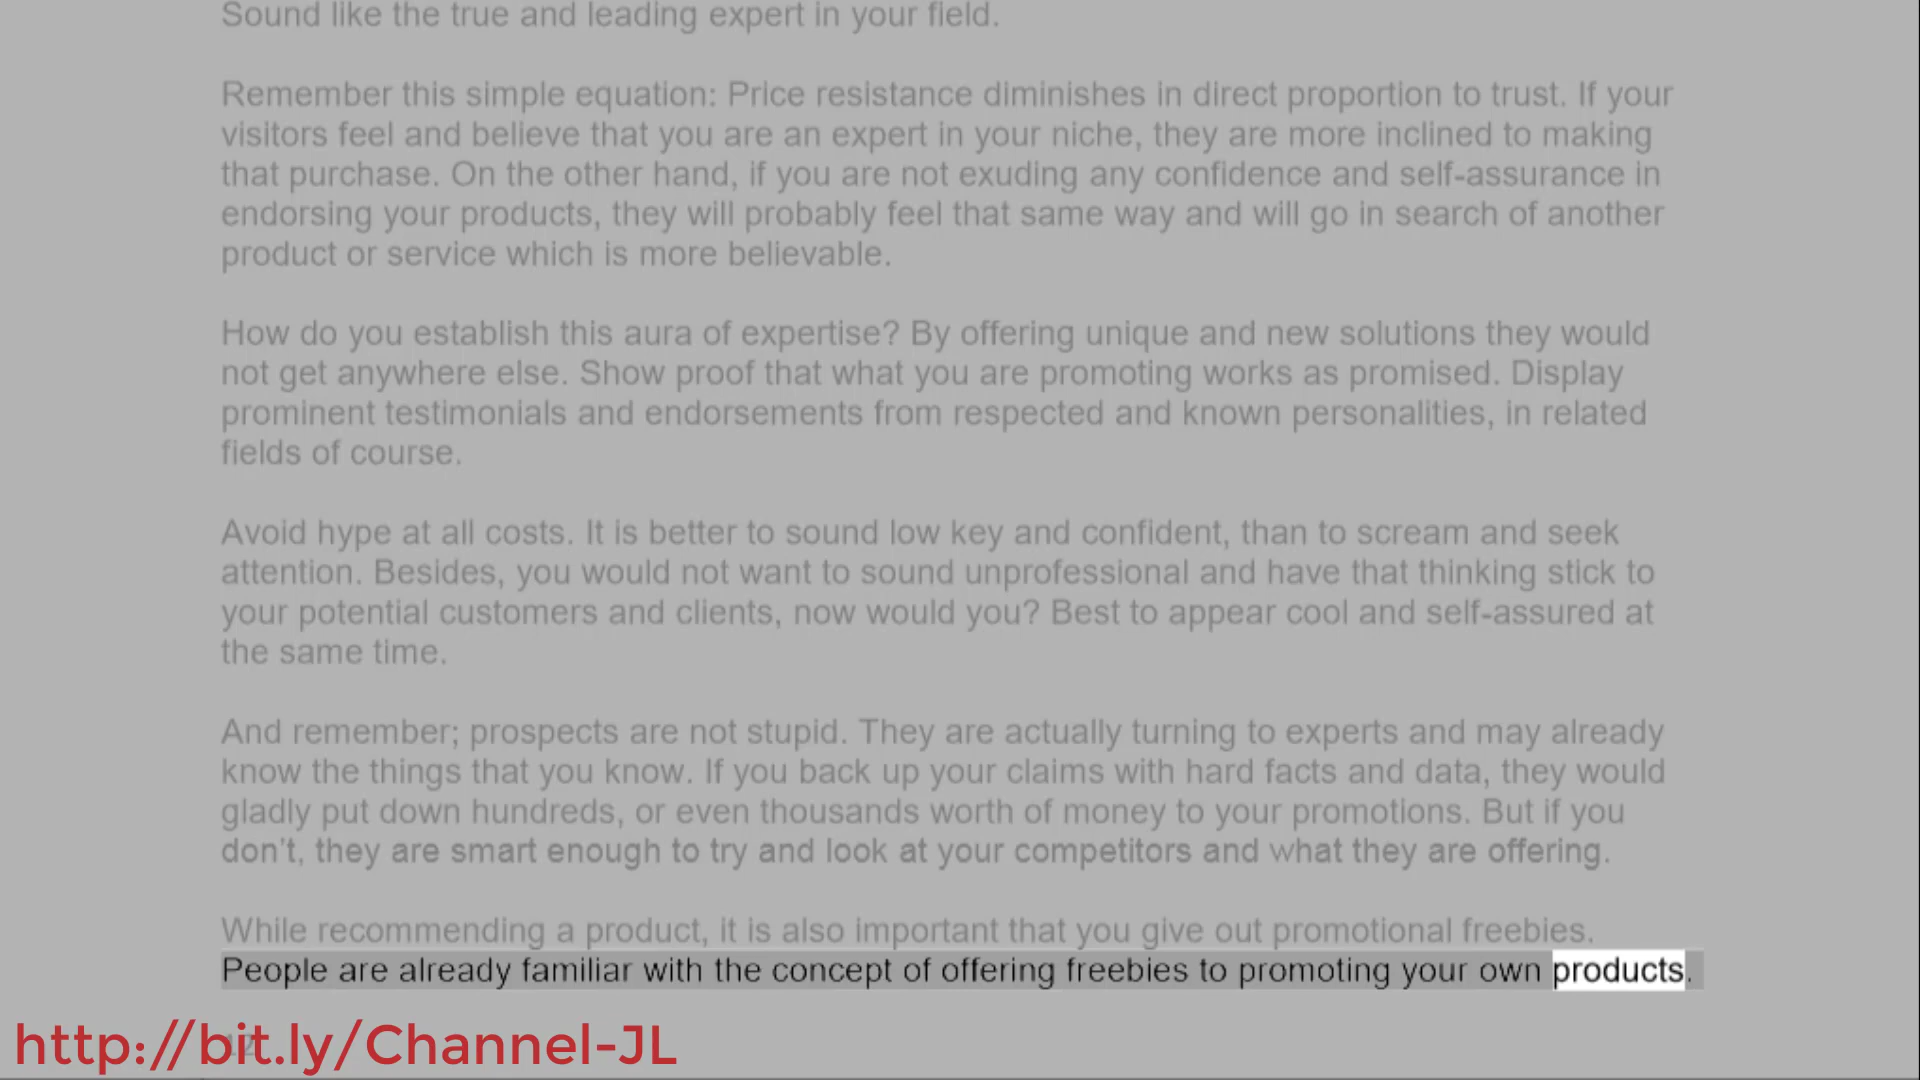 Sound like the true and leading expert in your field.
Remember this simple equation: Price resistance diminishes in direct proportion to trust. If your
visitors feel and believe that you are an expert in your niche, they are more inclined to making
that purchase. On the other hand, if you are not exuding any confidence and self-assurance in
endorsing your products, they will probably feel that same way and will go in search of another
product or service which is more believable.
How do you establish this aura of expertise? By offering unique and new solutions they would
not get anywhere else. Show proof that what you are promoting works as promised. Display
prominent testimonials and endorsements from respected and known personalities, in related
fields of course.
Avoid hype at all costs. It is better to sound low key and confident, than to scream and seek
attention. Besides, you would not want to sound unprofessional and have that thinking stick to
your potential customers and clients, now would you? Best to appear cool and self-assured at
the same time.
And remember; prospects are not stupid. They are actually turning to experts and may already
know the things that you know. If you back up your claims with hard facts and data, they would
gladly put down hundreds, or even thousands worth of money to your promotions. But if you
don't, they are smart enough to try and look at your competitors and what they are offering.
While recommending a product, it is also important that you give out promotional freebies.
People are already familiar with the concept of offering freebies to promoting your own products.
http://bit.ly/Channel-JL